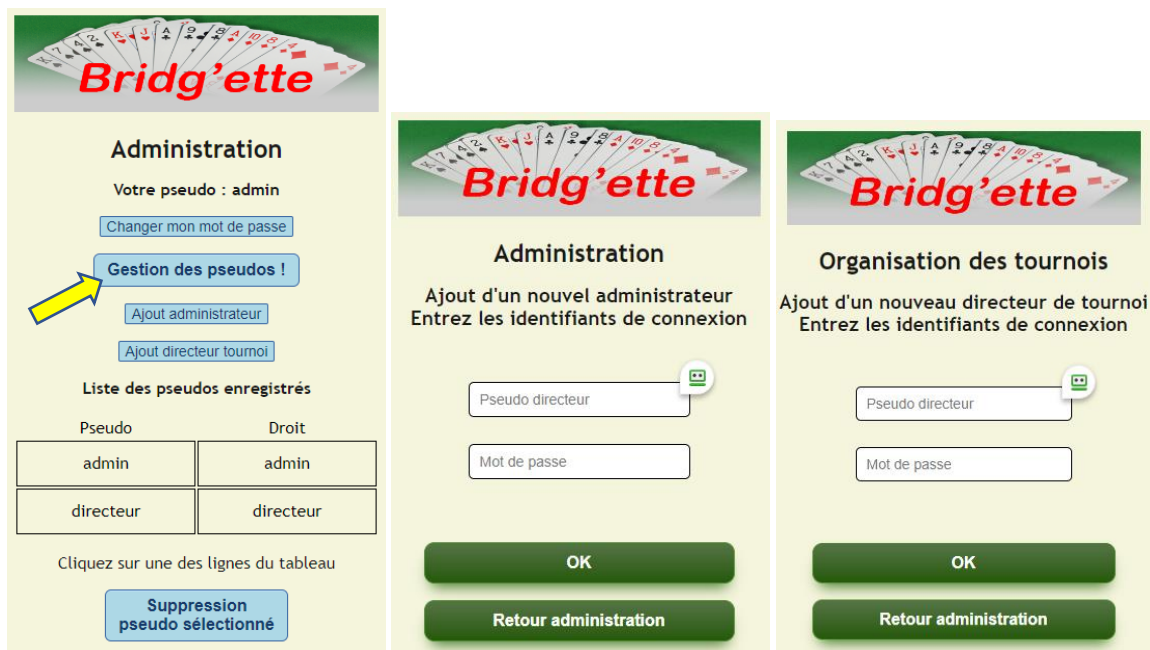 Bridg'ette
Administration
Votre pseudo : admin
Changer mon mot de passe
Gestion des pseudos !
Ajout administrateur
Ajout directeur tournoi
Liste des pseudos enregistrés
Pseudo Droit
admin admin
directeur directeur
Cliquez sur une des lignes du tableau
Suppression
pseudo sélectionné
Bridg'ette
Administration
Ajout d'un nouvel administrateur
Entrez les identifiants de connexion
Pseudo directeur
Mot de passe
OK
Retour administration
Bridg'ette
Organisation des tournois
Ajout d'un nouveau directeur de tournoi
Entrez les identifiants de connexion
Pseudo directeur
Mot de passe
OK
Retour administration